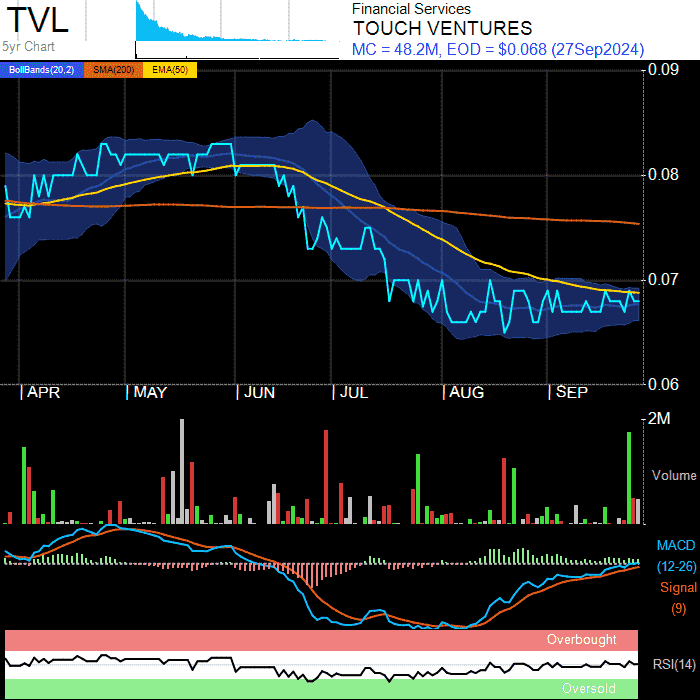 TVL
5yr Chart
Financial Services
TOUCH VENTURES
MC = 48.2M, EOD = $0.068 (27Sep2024)
BollBands(20,2) SMA(200) EMA(50)
0.09
0.08
0.07
0.06
APR MAY JUN JUL AUG SEP
2M
Volume
MACD
(12-26)
Signal
(9)
Overbought
RSI(14)
Oversold